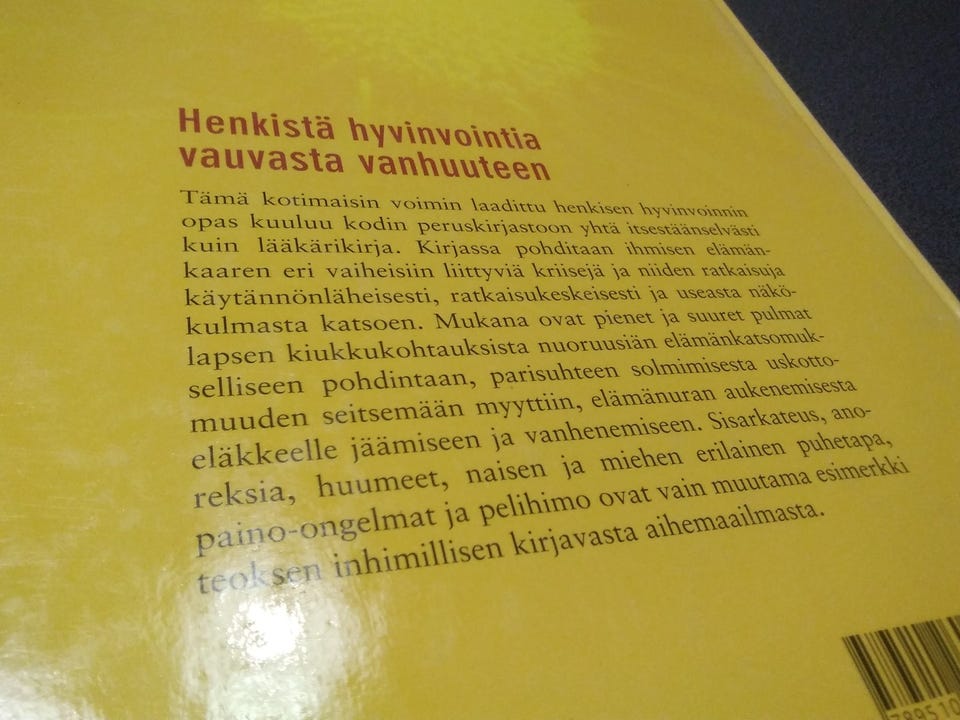 Henkistä hyvinvointia
vauvasta vanhuuteen
Tämä kotimaisin voimin laadittu henkisen hyvinvoinnin
opas kuuluu kodin peruskirjastoon yhtä itsestäänselvästi
kuin lääkärikirja. Kirjassa pohditaan ihmisen elämän-
kaaren eri vaiheisiin liittyviä kriisejä ja niiden ratkaisuja
käytännönläheisesti, ratkaisukeskeisesti ja useasta näkö-
kulmasta katsoen. Mukana ovat pienet ja suuret pulmat
lapsen kiukkukohtauksista nuoruusiän elämänkatsomuk-
selliseen pohdintaan, parisuhteen solmimisesta uskotto-
muuden seitsemään myyttiin, elämänuran aukenemisesta
eläkkeelle jäämiseen ja vanhenemiseen. Sisarkateus, ano-
reksia, huumeet, naisen ja miehen erilainen puhetapa,
paino-ongelmat ja pelihimo ovat vain muutama esimerkki
teoksen inhimillisen kirjavasta aihemaailmasta.